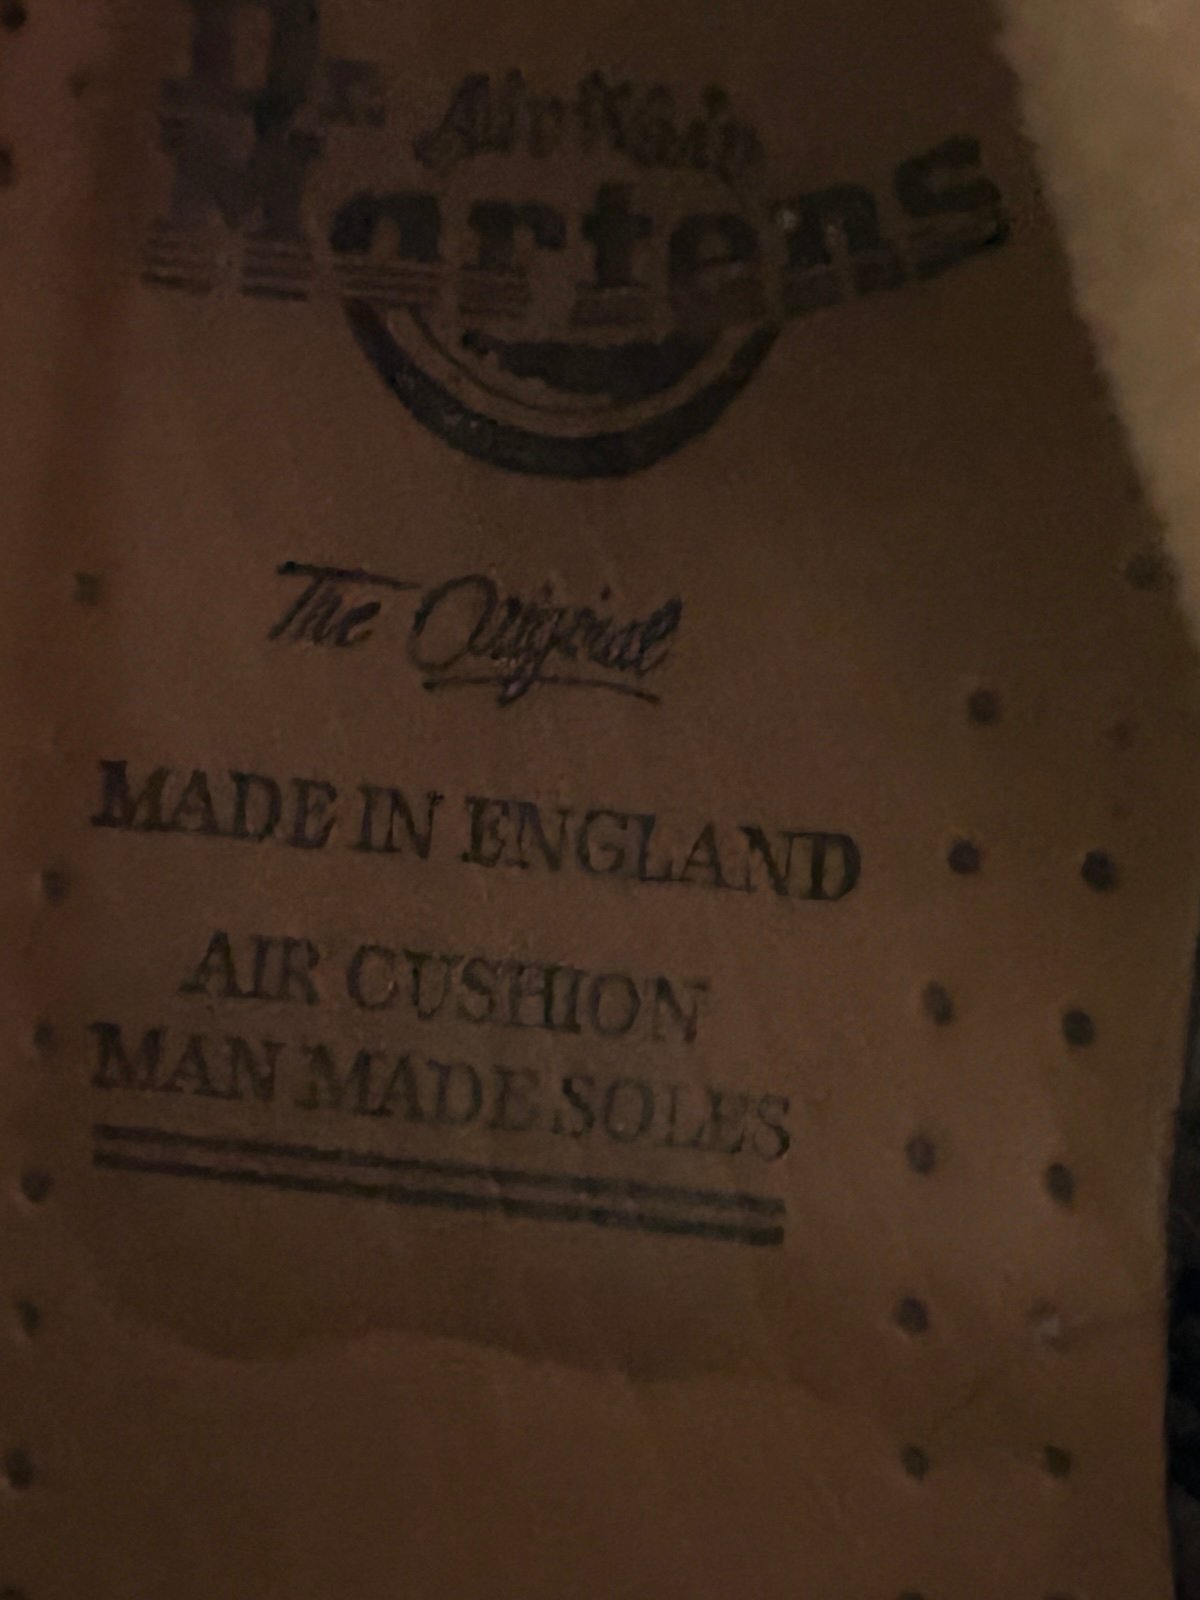 Dr.
AirWair
Martens
The Original
MADE IN ENGLAND
AIR CUSHION
MAN MADE SOLES